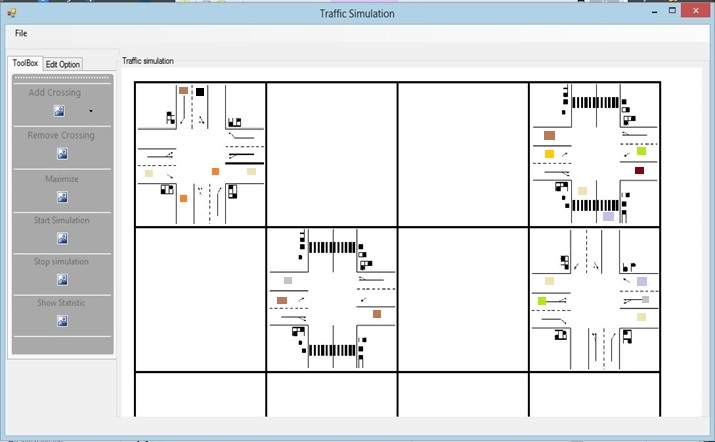 Traffic Simulation
File
ToolBox
Edit Option
Traffic simulation
Add Crossing
Remove Crossing
Maximize
Start Simulation
Stop simulation
Show Statistic